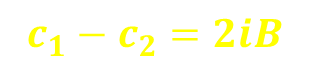 c₁ − c₂ = 2iB